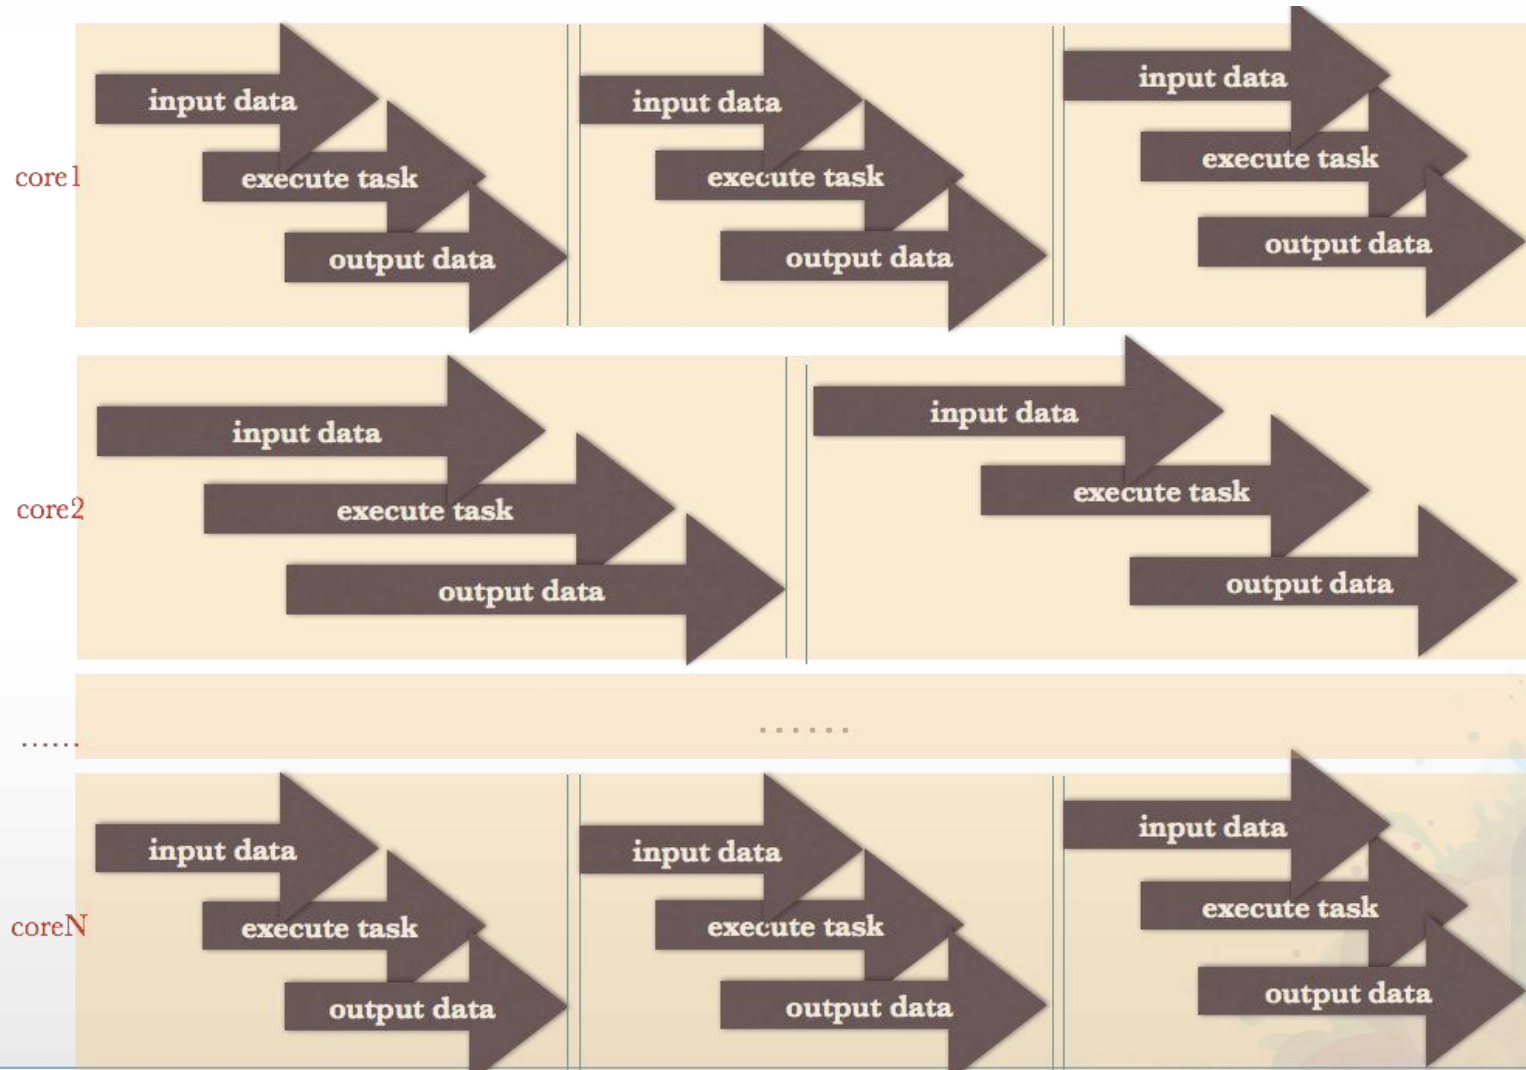 input data
input data
input data
core1
execute task
execute task
execute task
output data
output data
output data
input data
input data
core2
execute task
execute task
output data
output data
......
......
input data
input data
input data
coreN
execute task
execute task
execute task
output data
output data
output data